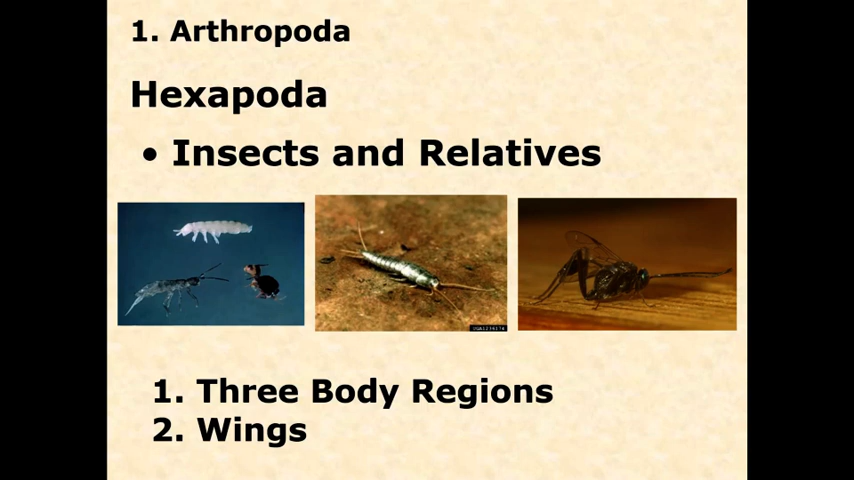 1. Arthropoda
Hexapoda
• Insects and Relatives
1. Three Body Regions
2. Wings